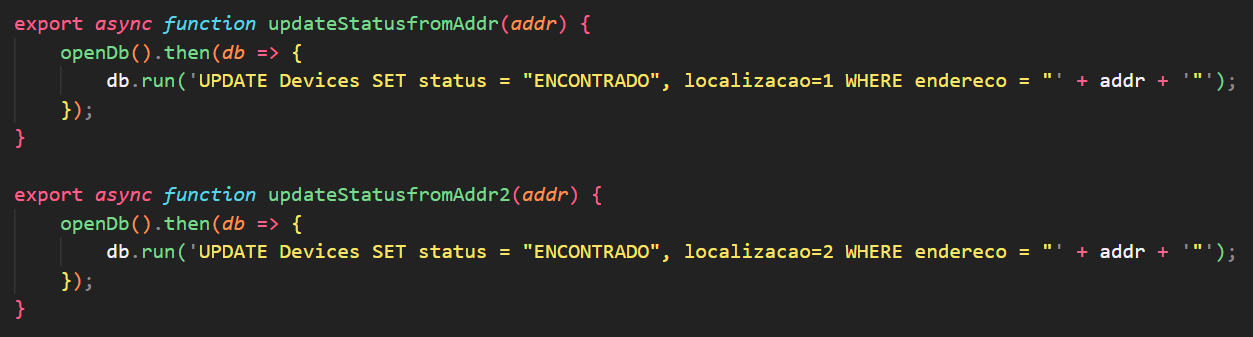 export async function updateStatusfromAddr(addr) {
    openDb().then(db => {
        db.run('UPDATE Devices SET status = "ENCONTRADO", localizacao=1 WHERE endereco = "' + addr + '"');
    });
}

export async function updateStatusfromAddr2(addr) {
    openDb().then(db => {
        db.run('UPDATE Devices SET status = "ENCONTRADO", localizacao=2 WHERE endereco = "' + addr + '"');
    });
}